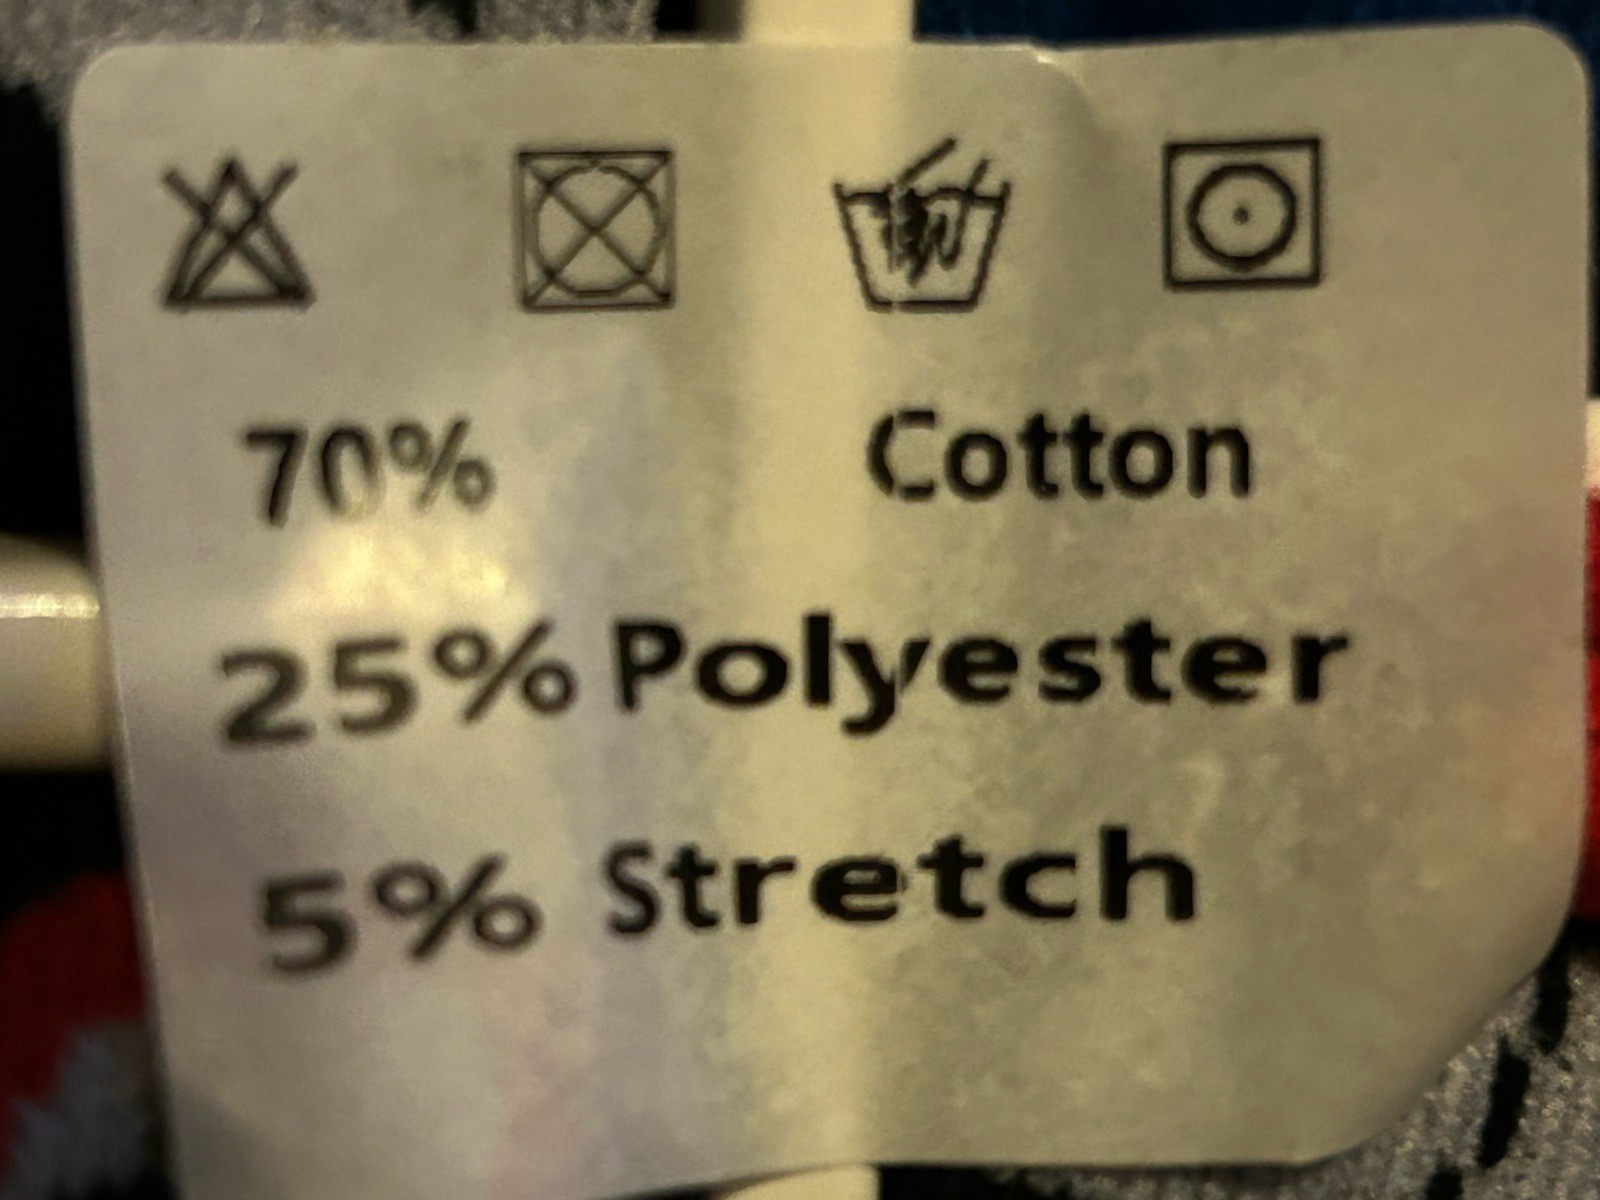 70% Cotton
25% Polyester
5% Stretch